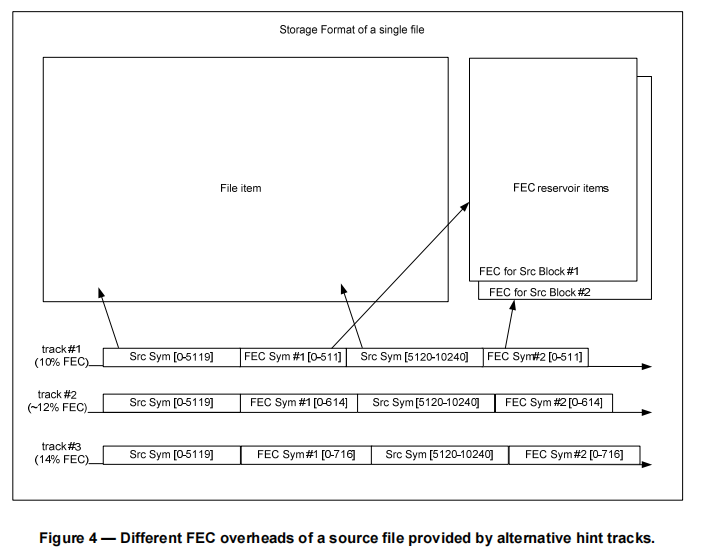 Storage Format of a single file
File item
FEC reservoir items
FEC for Src Block #1
FEC for Src Block #2
track#1
(10% FEC)
Src Sym [0-5119]
FEC Sym #1 [0-511]
Src Sym [5120-10240]
FEC Sym#2 [0-511]
track #2
(~12% FEC)
Src Sym [0-5119]
FEC Sym #1 [0-614]
Src Sym [5120-10240]
FEC Sym #2 [0-614]
track#3
(14% FEC)
Src Sym [0-5119]
FEC Sym #1 [0-716]
Src Sym [5120-10240]
FEC Sym #2 [0-716]
Figure 4 — Different FEC overheads of a source file provided by alternative hint tracks.